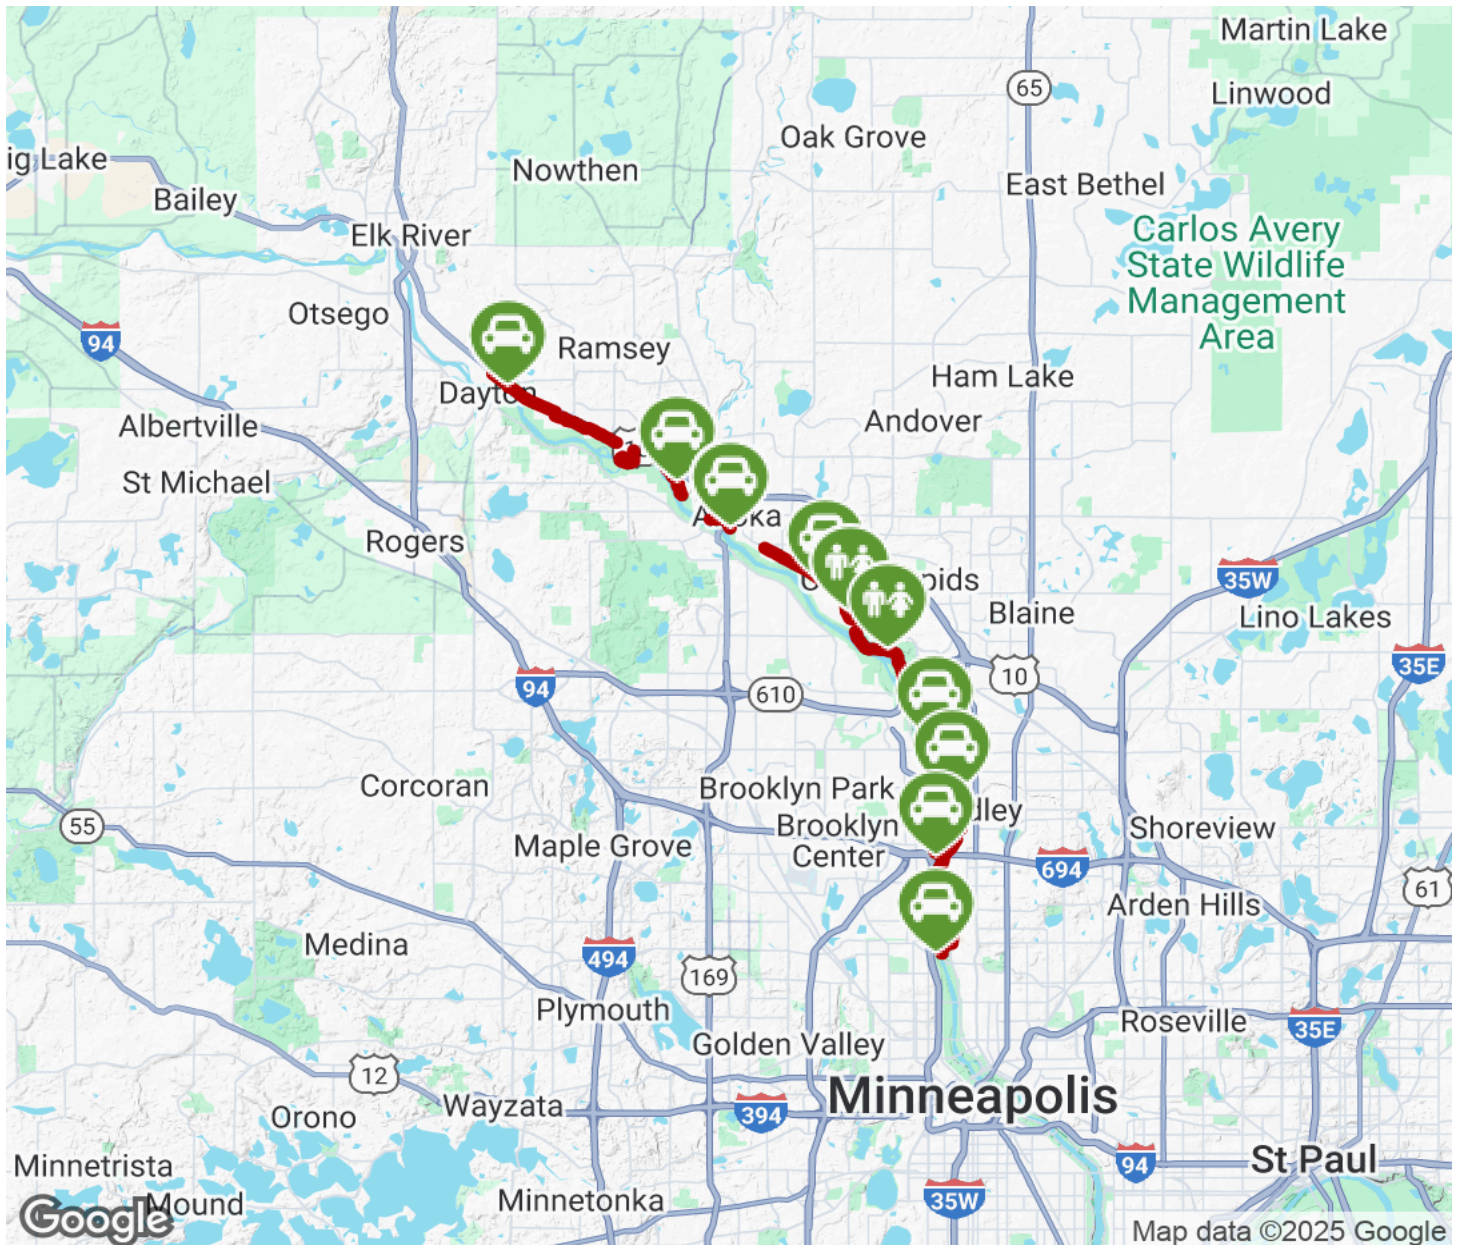 Martin Lake
65
Linwood
Oak Grove
ig Lake
Nowthen
East Bethel
Bailey
Carlos Avery
State Wildlife
Management
Area
Elk River
Otsego
94
Ramsey
Ham Lake
Dayton
Andover
Albertville
St Michael
Rogers
35W
Blaine
Lino Lakes
35E
10
94
610
Corcoran
Brooklyn Park
dley
55
Brooklyn
Center
Shoreview
Maple Grove
694
61
Arden Hills
Medina
494
169
Plymouth
Roseville
35E
Golden Valley
12
Minneapolis
Wayzata
394
Orono
94
St Paul
Minnetrista
Mound
Minnetonka
35W
Google
Map data ©2025 Google